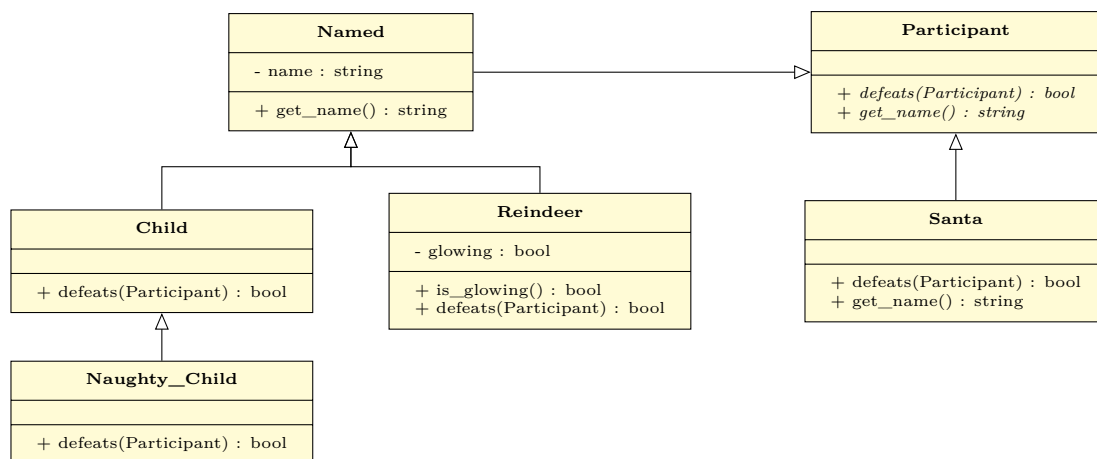 Named
- name : string
+ get_name() : string
Participant
+ defeats(Participant) : bool
+ get_name() : string
Child
+ defeats(Participant) : bool
Reindeer
- glowing : bool
+ is_glowing() : bool
+ defeats(Participant) : bool
Santa
+ defeats(Participant) : bool
+ get_name() : string
Naughty_Child
+ defeats(Participant) : bool